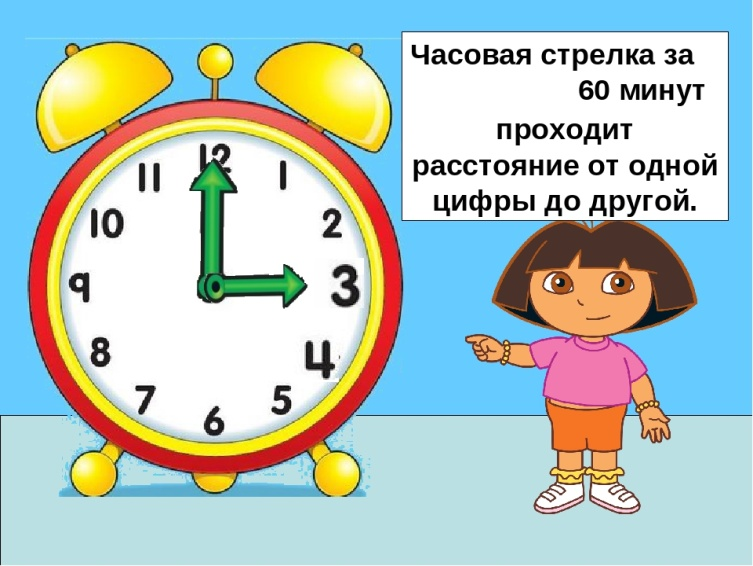 Часовая стрелка за
60 минут
проходит
расстояние от одной
цифры до другой.
12
11 1
10 2
9 3
8 4
7 5
6